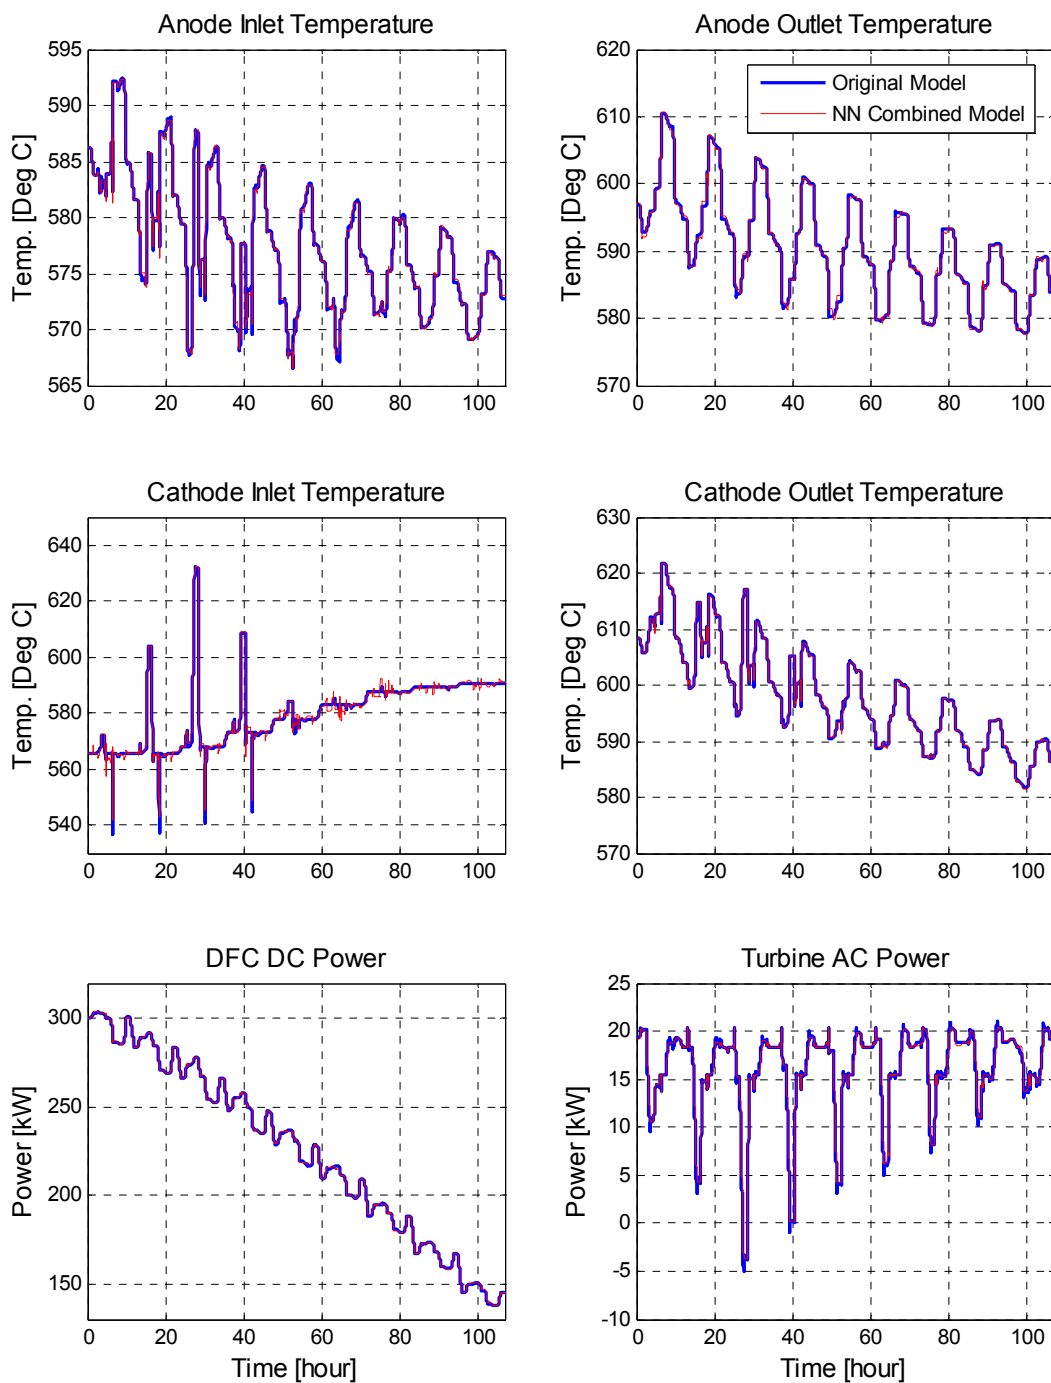 Anode Inlet Temperature
Anode Outlet Temperature
Temp. [Deg C]
595
590
585
580
575
570
565
0 20 40 60 80 100
Temp. [Deg C]
620
610
600
590
580
570
0 20 40 60 80 100
Original Model
NN Combined Model
Cathode Inlet Temperature
Cathode Outlet Temperature
Temp. [Deg C]
640
620
600
580
560
540
0 20 40 60 80 100
Temp. [Deg C]
630
620
610
600
590
580
570
0 20 40 60 80 100
DFC DC Power
Turbine AC Power
Power [kW]
300
250
200
150
0 20 40 60 80 100
Time [hour]
Power [kW]
25
20
15
10
5
0
-5
-10
0 20 40 60 80 100
Time [hour]